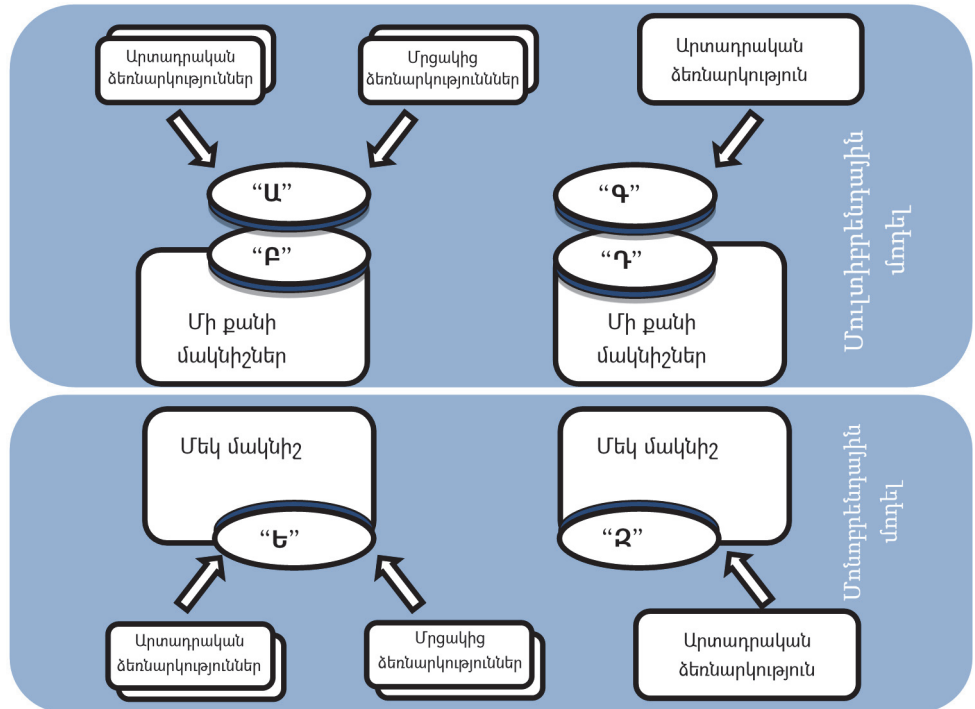 Արտադրական
ձեռնարկություններ
Մրցակից
ձեռնարկությունններ
Արտադրական
ձեռնարկություն
“Ա”
“Գ”
“Բ”
“Դ”
Մի քանի
մակնիշներ
Մի քանի
մակնիշներ
Մուլտիբրենդային
մոդել
Մեկ մակնիշ
Մեկ մակնիշ
“Ե”
“Զ”
Մոնոբրենդային
մոդել
Արտադրական
ձեռնարկություններ
Մրցակից
ձեռնարկություններ
Արտադրական
ձեռնարկություն